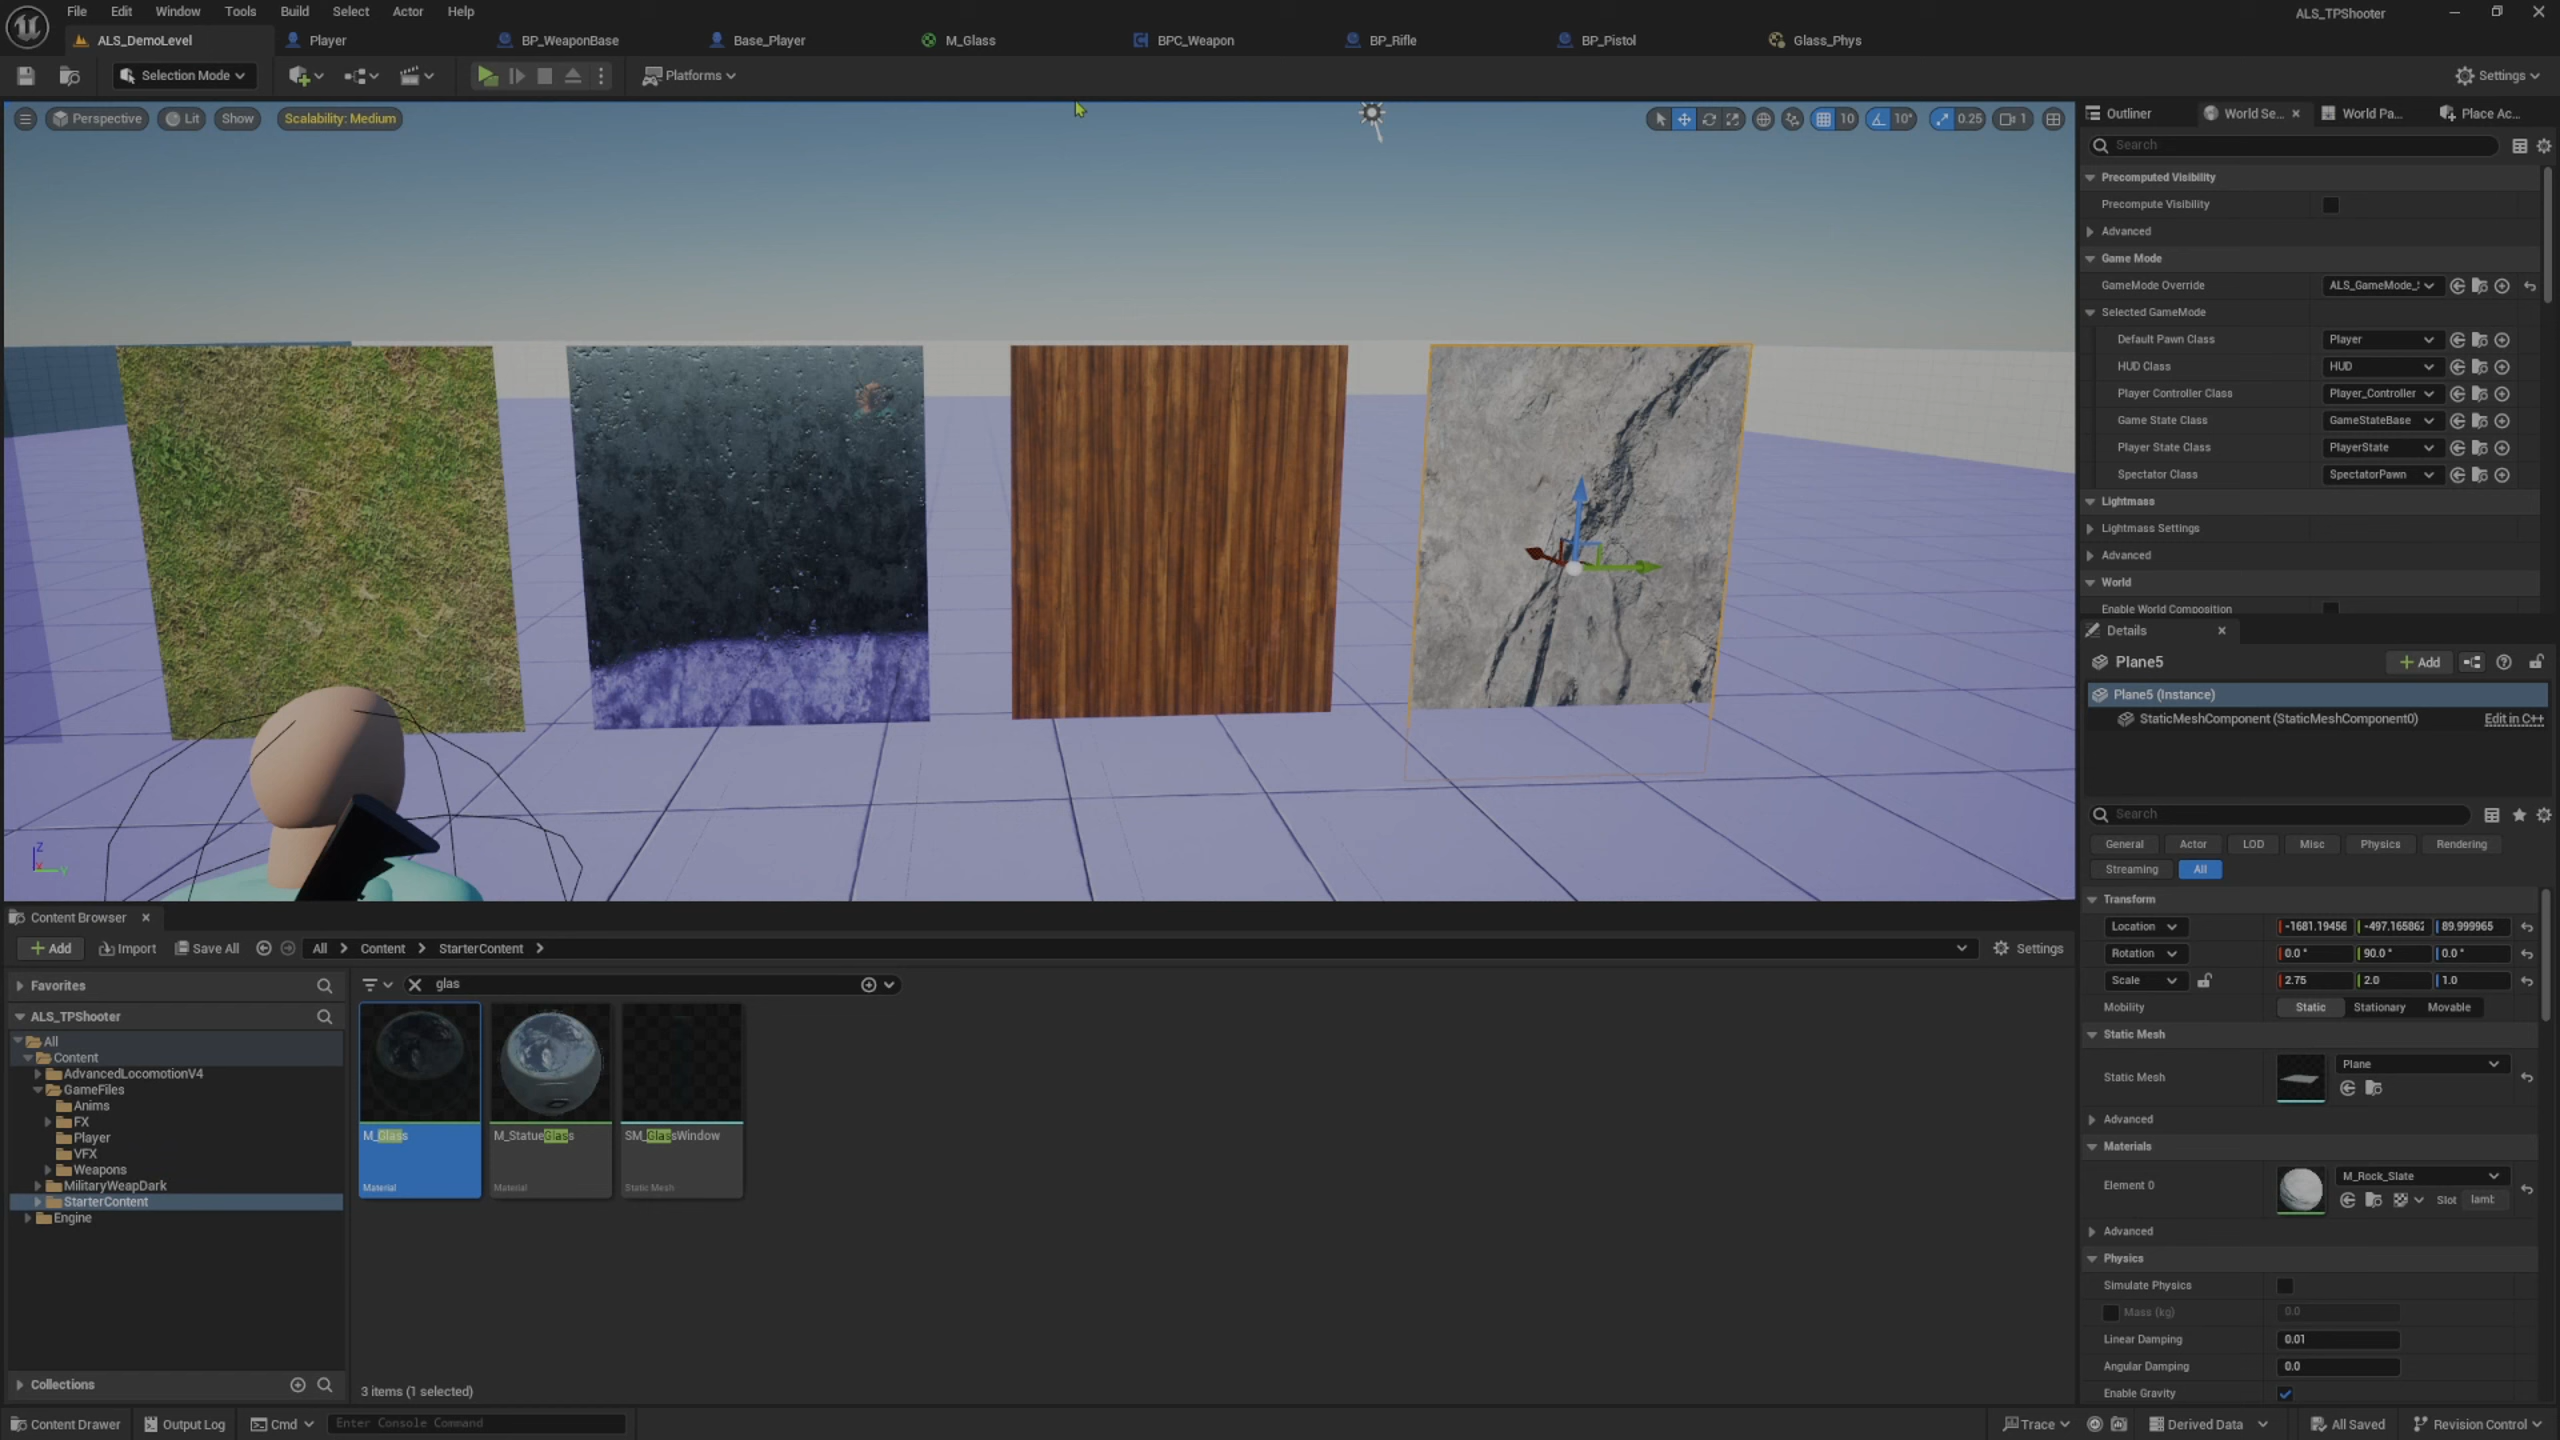 File Edit Window Tools Build Select Actor Help
ALS_TPShooter
ALS_DemoLevel Player BP_WeaponBase Base_Player M_Glass BPC_Weapon BP_Rifle BP_Pistol Glass_Phys
Selection Mode Platforms Settings
Perspective Lit Show Scalability: Medium 10 10° 0.25 1
Outliner World Se... World Pa... Place Ac...
Search
Precomputed Visibility
Precompute Visibility
Advanced
Game Mode
GameMode Override ALS_GameMode_
Selected GameMode
Default Pawn Class Player
HUD Class HUD
Player Controller Class Player_Controller
Game State Class GameStateBase
Player State Class PlayerState
Spectator Class SpectatorPawn
Lightmass
Lightmass Settings
Advanced
World
Enable World Composition
Details
Plane5 Add
Plane5 (Instance)
StaticMeshComponent (StaticMeshComponent0) Edit in C++
Search
General Actor LOD Misc Physics Rendering
Streaming All
Transform
Location -1681.19456 -497.165862 89.999965
Rotation 0.0 ° 90.0 ° 0.0 °
Scale 2.75 2.0 1.0
Mobility Static Stationary Movable
Static Mesh
Static Mesh Plane
Advanced
Materials
Element 0 M_Rock_Slate
Slot
Advanced
Physics
Simulate Physics
Mass (kg) 0.0
Linear Damping 0.01
Angular Damping 0.0
Enable Gravity
Z
Y
Content Browser
Add Import Save All All Content StarterContent Settings
Favorites
glas
ALS_TPShooter
All
Content
AdvancedLocomotionV4
GameFiles
Anims
FX
Player
VFX
Weapons
MilitaryWeapDark
StarterContent
Engine
M_Glass M_StatueGlass SM_GlassWindow
Material Material Static Mesh
Collections
3 items (1 selected)
Content Drawer Output Log Cmd Enter Console Command
Trace Derived Data All Saved Revision Control